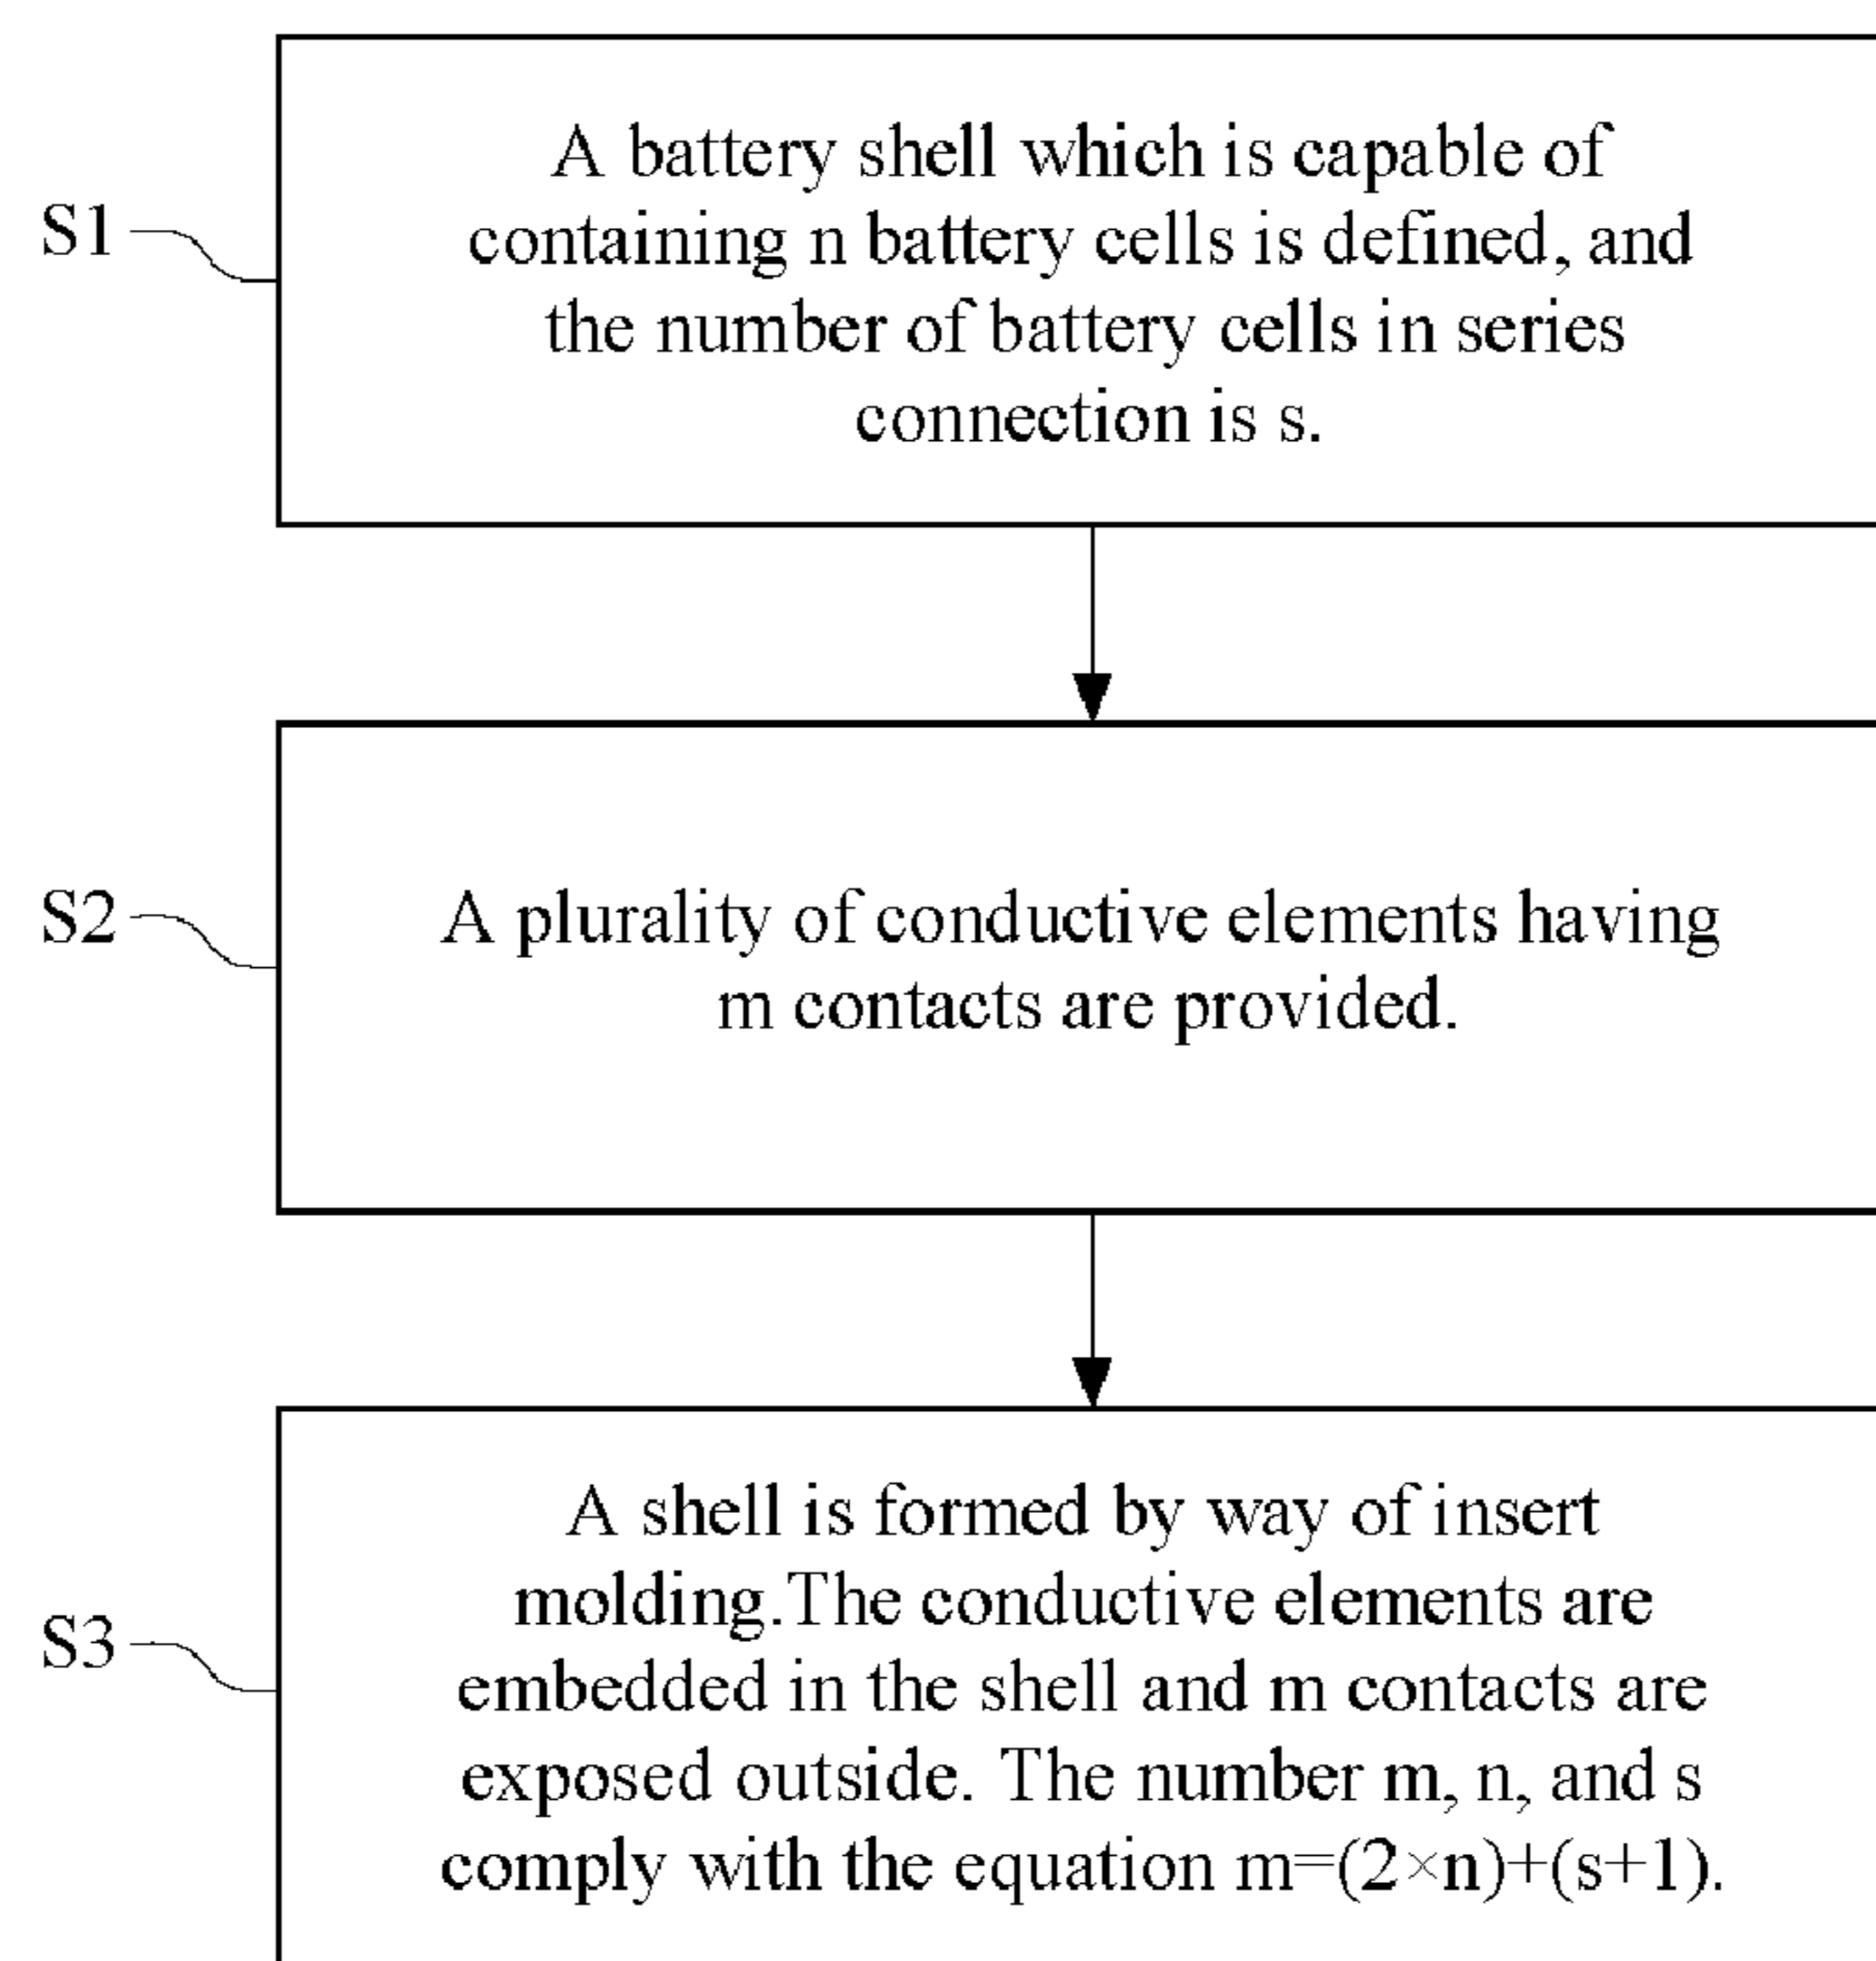 A battery shell which is capable of
containing n battery cells is defined, and
the number of battery cells in series
connection is s.
S1
A plurality of conductive elements having
m contacts are provided.
S2
A shell is formed by way of insert
molding.The conductive elements are
embedded in the shell and m contacts are
exposed outside. The number m, n, and s
comply with the equation m=(2×n)+(s+1).
S3